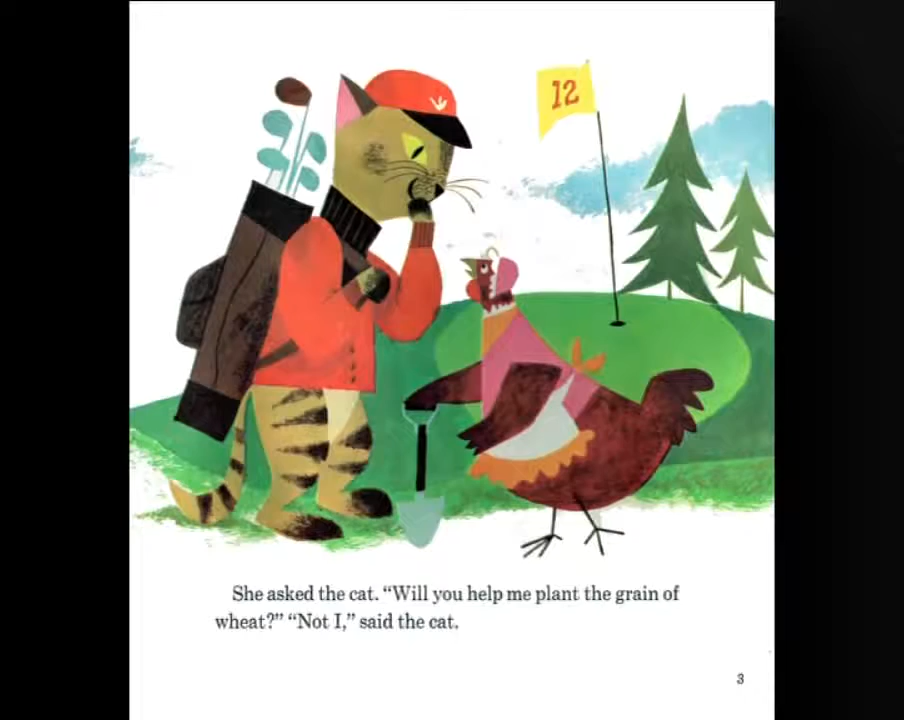 12
She asked the cat. “Will you help me plant the grain of
wheat?” “Not I,” said the cat.
3